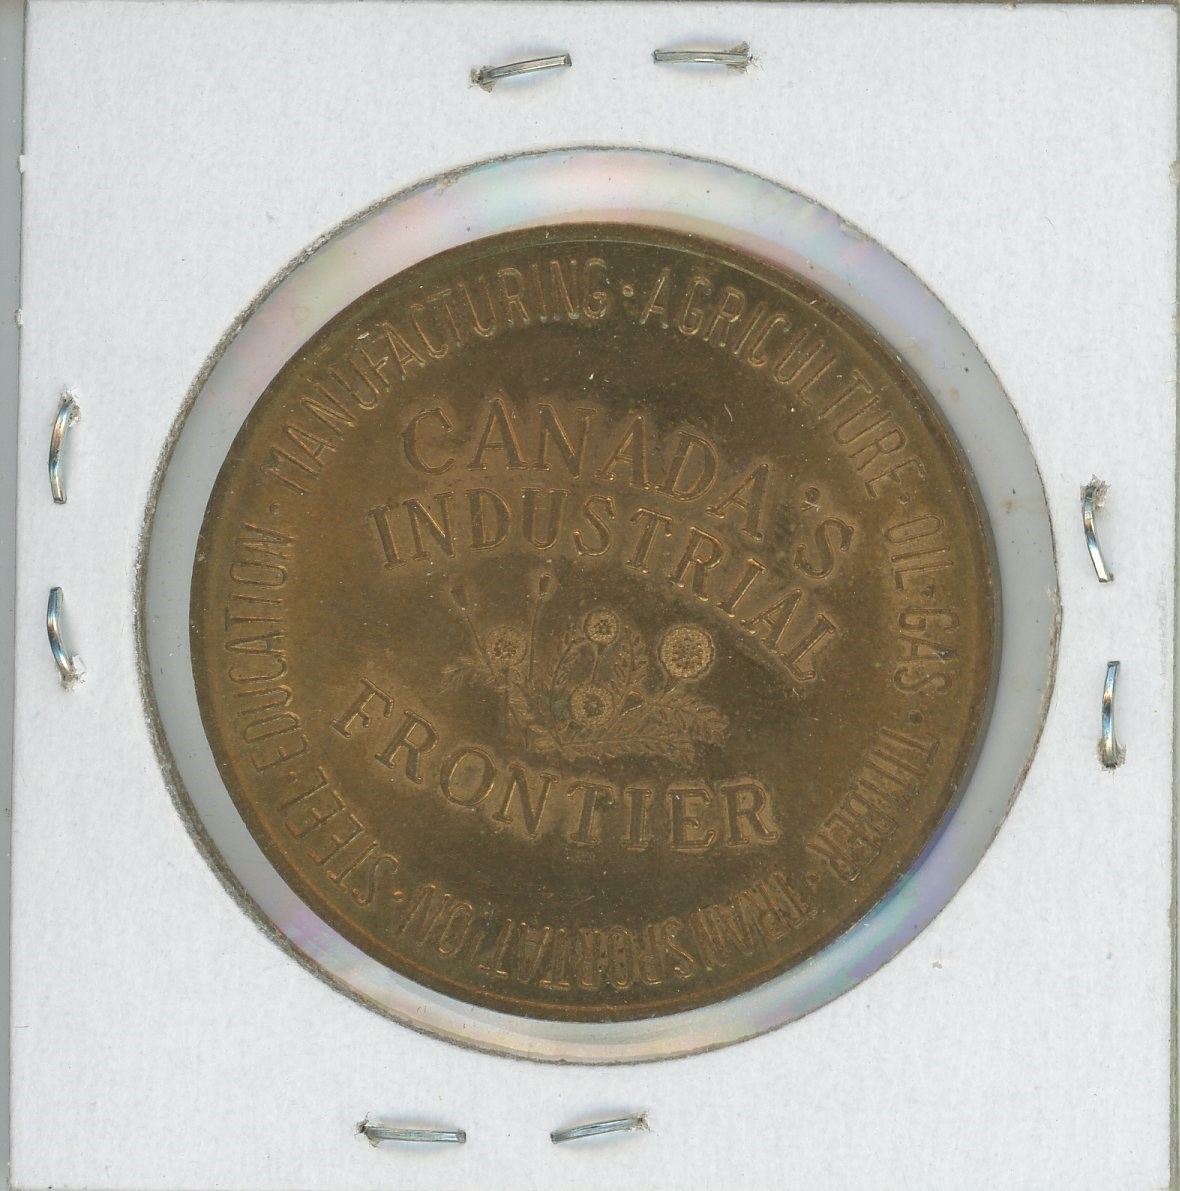 MANUFACTURING · AGRICULTURE · OIL · GAS · TIMBER · TRANSPORTATION · STEEL · EDUCATION ·
CANADA'S
INDUSTRIAL
FRONTIER